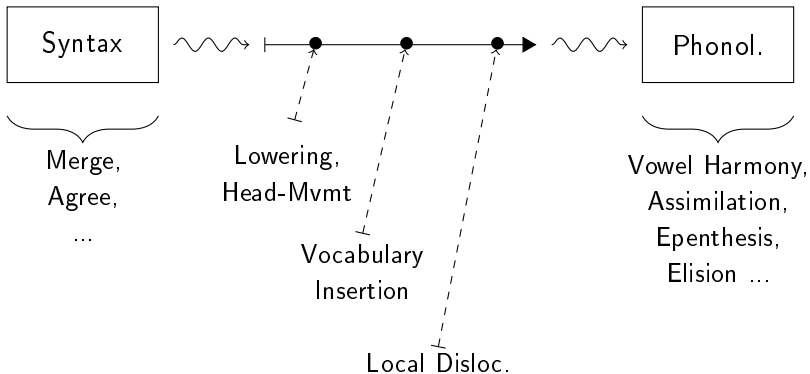 Syntax
Phonol.
Merge,
Agree,
...
Lowering,
Head-Mvmt
Vocabulary
Insertion
Local Disloc.
Vowel Harmony,
Assimilation,
Epenthesis,
Elision ...